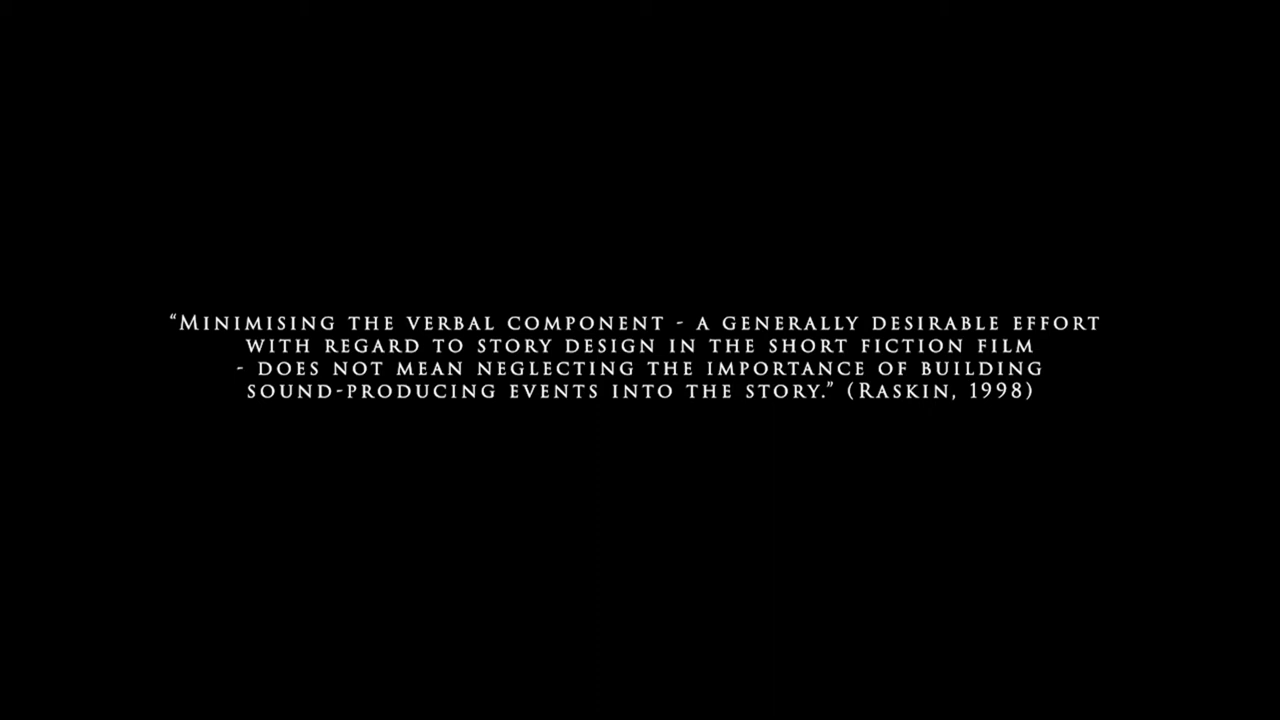 “Minimising the verbal component - a generally desirable effort
with regard to story design in the short fiction film
- does not mean neglecting the importance of building
sound-producing events into the story.” (Raskin, 1998)